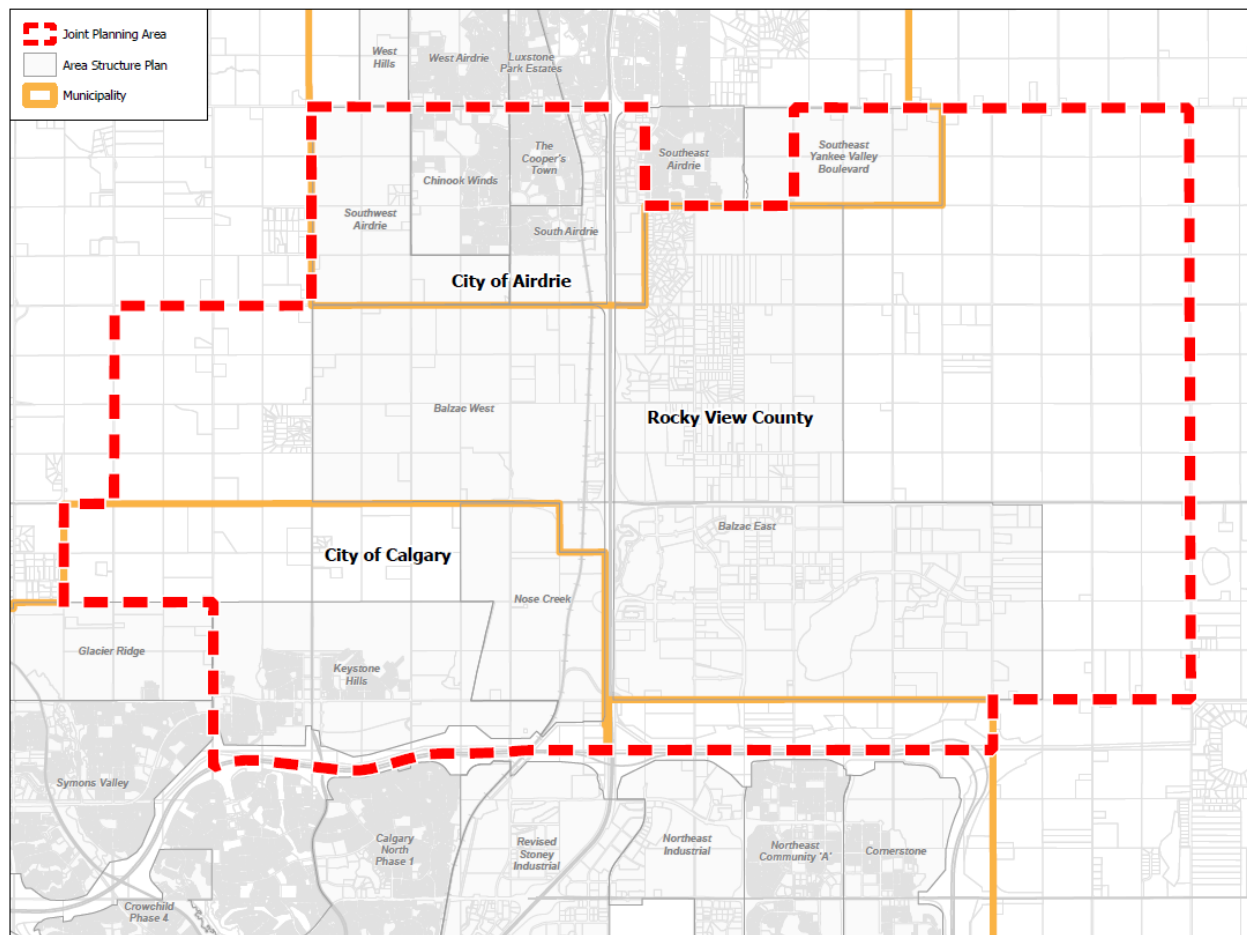 Joint Planning Area
Area Structure Plan
Municipality
West
Hills
West Airdrie
Luxstone
Park Estates
The
Cooper's
Town
Chinook Winds
Southeast
Airdrie
Southeast
Yankee Valley
Boulevard
Southwest
Airdrie
South Airdrie
City of Airdrie
Balzac West
Rocky View County
City of Calgary
Balzac East
Nose Creek
Glacier Ridge
Keystone
Hills
Symons Valley
Calgary
North
Phase 1
Revised
Stoney
Industrial
Northeast
Industrial
Northeast
Community 'A'
Cornerstone
Crowchild
Phase 4